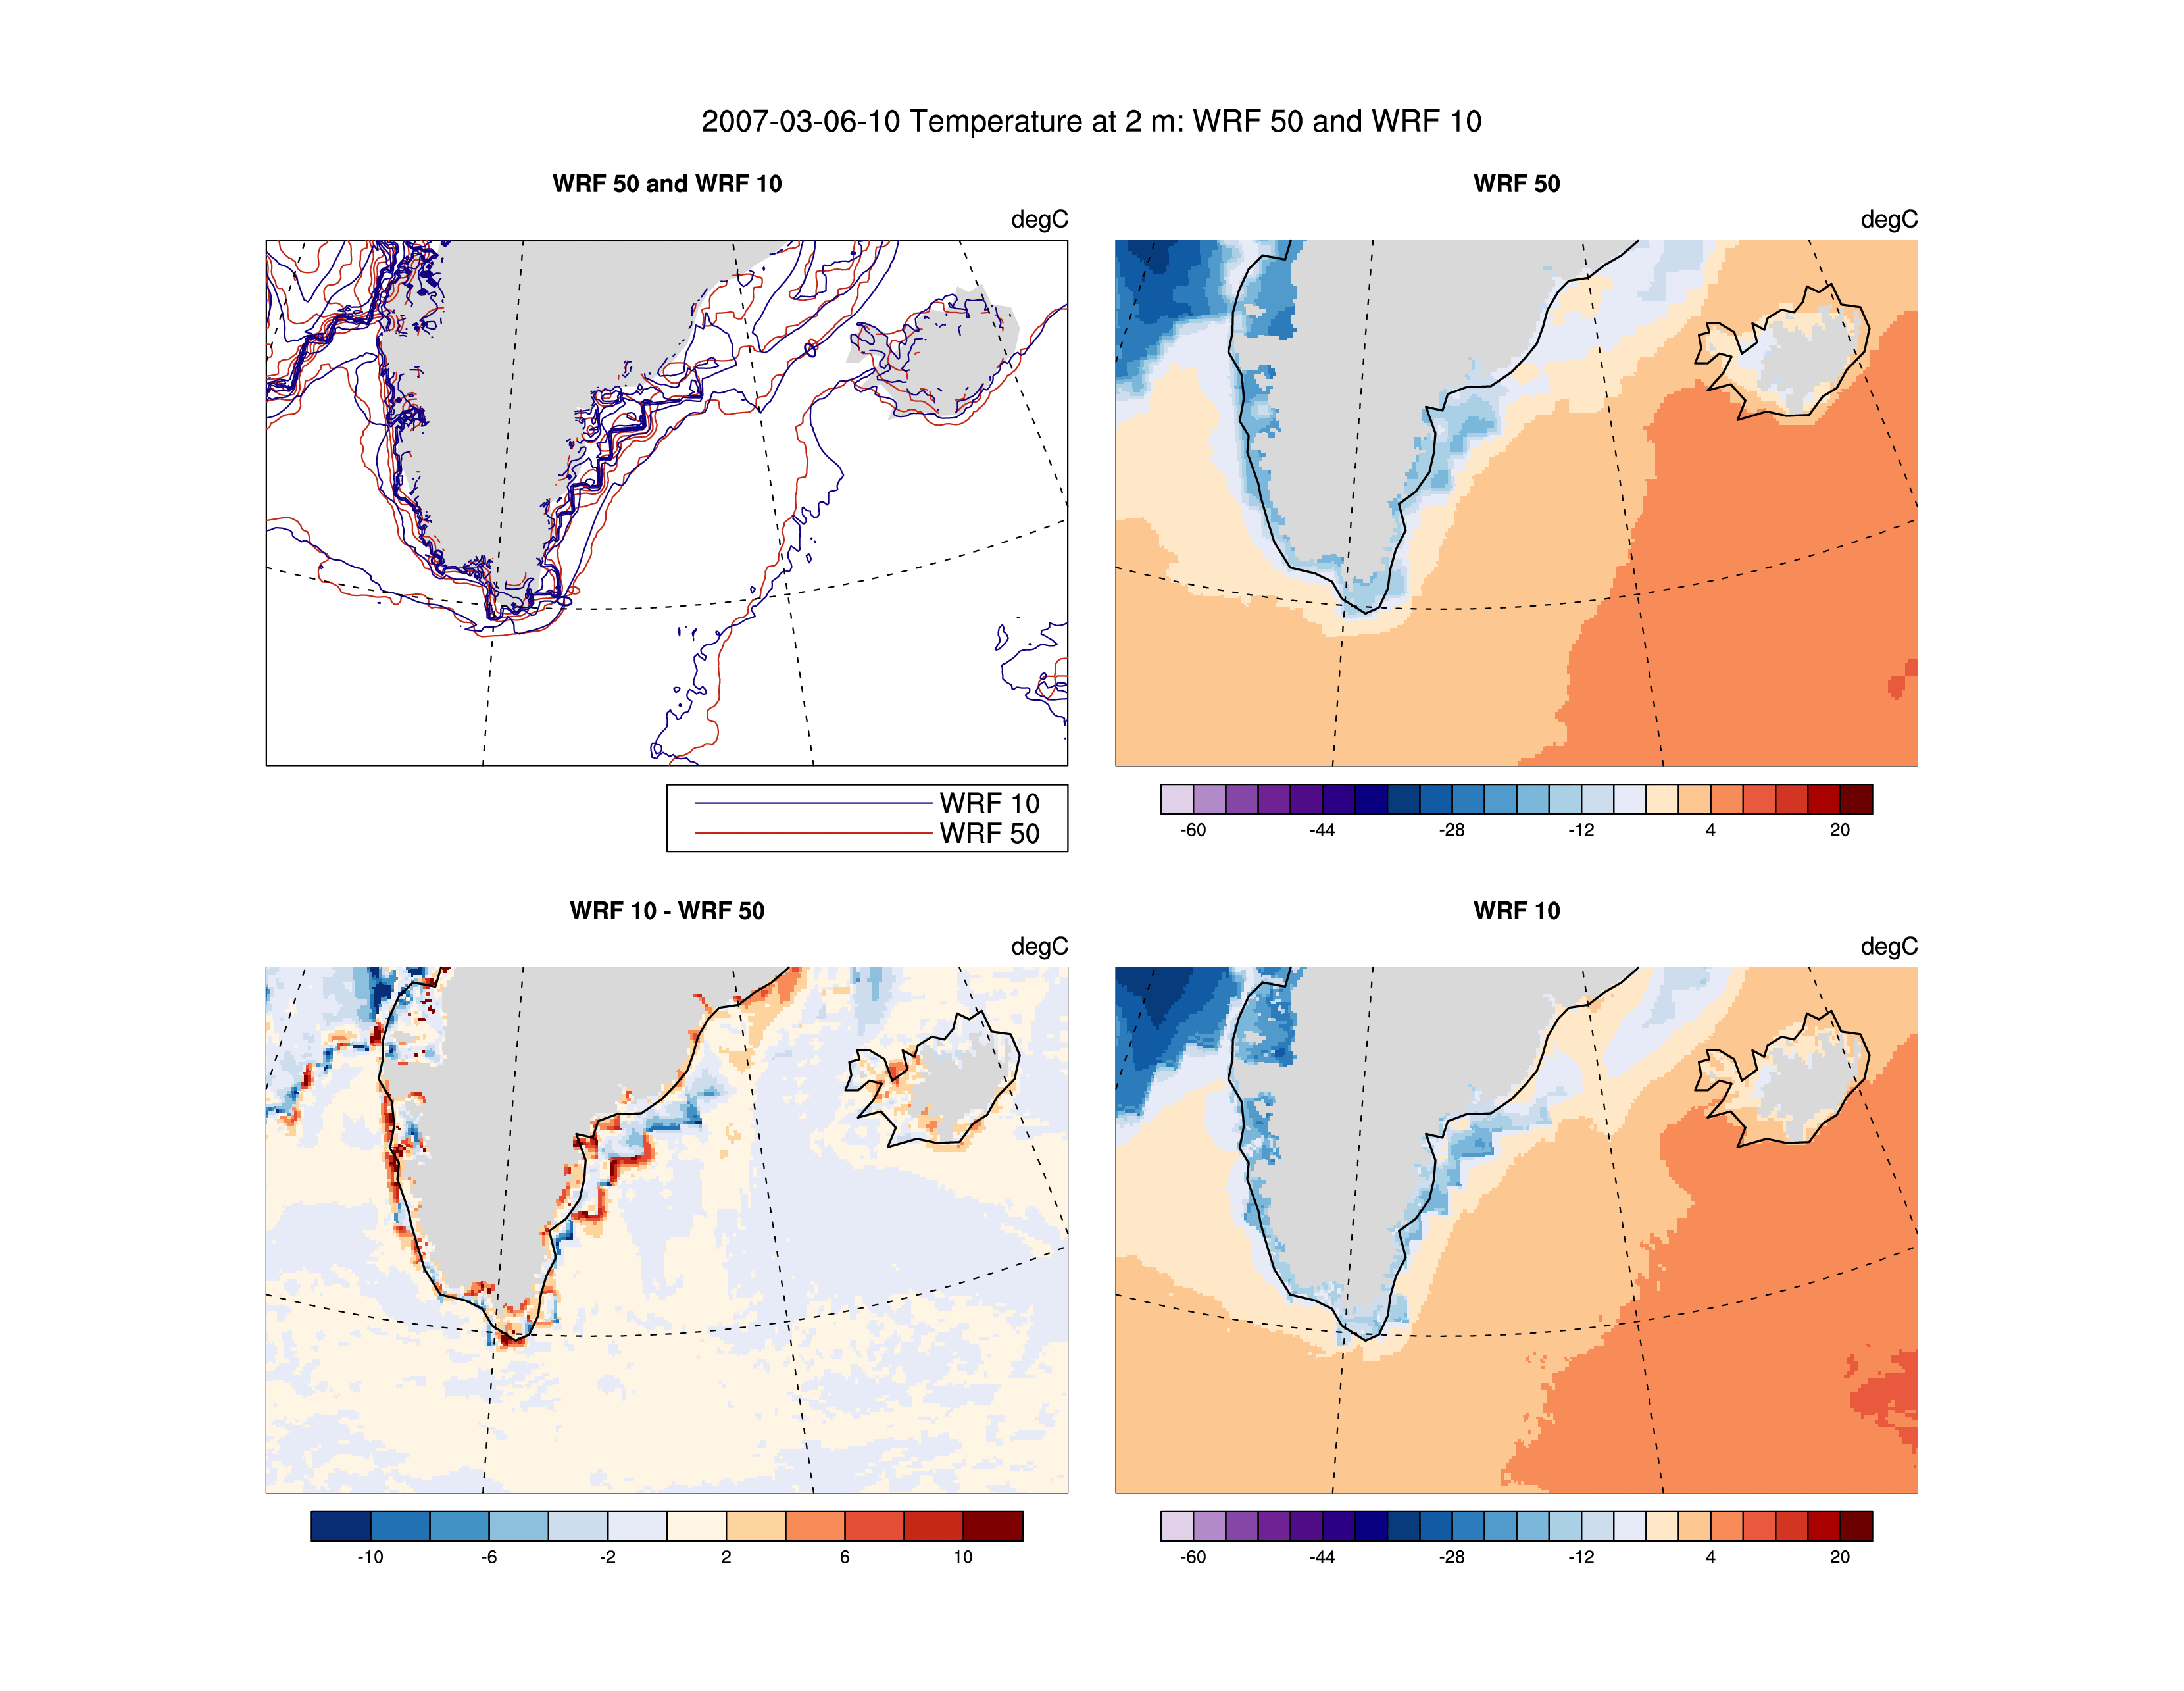 2007-03-06-10 Temperature at 2 m: WRF 50 and WRF 10
WRF 50 and WRF 10
degC
WRF 10
WRF 50
WRF 50
degC
-60 -44 -28 -12 4 20
WRF 10 - WRF 50
degC
-10 -6 -2 2 6 10
WRF 10
degC
-60 -44 -28 -12 4 20